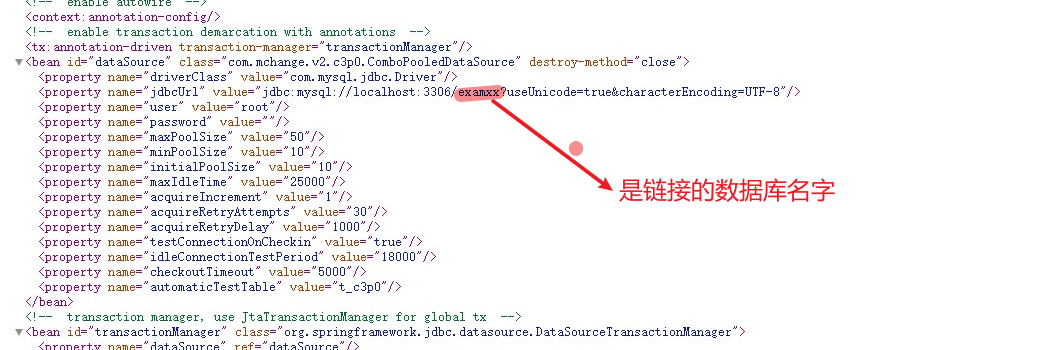 <!--  enable autowire  -->
<context:annotation-config/>
<!--  enable transaction demarcation with annotations  -->
<tx:annotation-driven transaction-manager="transactionManager"/>
▼<bean id="dataSource" class="com.mchange.v2.c3p0.ComboPooledDataSource" destroy-method="close">
<property name="driverClass" value="com.mysql.jdbc.Driver"/>
<property name="jdbcUrl" value="jdbc:mysql://localhost:3306/examxx?useUnicode=true&characterEncoding=UTF-8"/>
<property name="user" value="root"/>
<property name="password" value=""/>
<property name="maxPoolSize" value="50"/>
<property name="minPoolSize" value="10"/>
<property name="initialPoolSize" value="10"/>
<property name="maxIdleTime" value="25000"/>
是链接的数据库名字
<property name="acquireIncrement" value="1"/>
<property name="acquireRetryAttempts" value="30"/>
<property name="acquireRetryDelay" value="1000"/>
<property name="testConnectionOnCheckin" value="true"/>
<property name="idleConnectionTestPeriod" value="18000"/>
<property name="checkoutTimeout" value="5000"/>
<property name="automaticTestTable" value="t_c3p0"/>
</bean>
<!--  transaction manager, use JtaTransactionManager for global tx  -->
▼<bean id="transactionManager" class="org.springframework.jdbc.datasource.DataSourceTransactionManager">
<property name="dataSource" ref="dataSource"/>